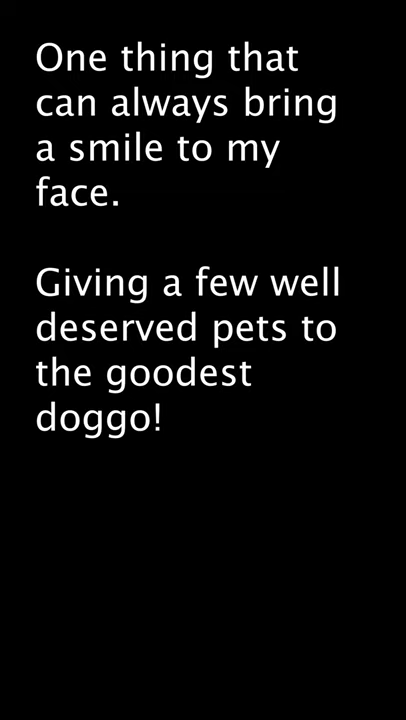 One thing that
can always bring
a smile to my
face.
Giving a few well
deserved pets to
the goodest
doggo!